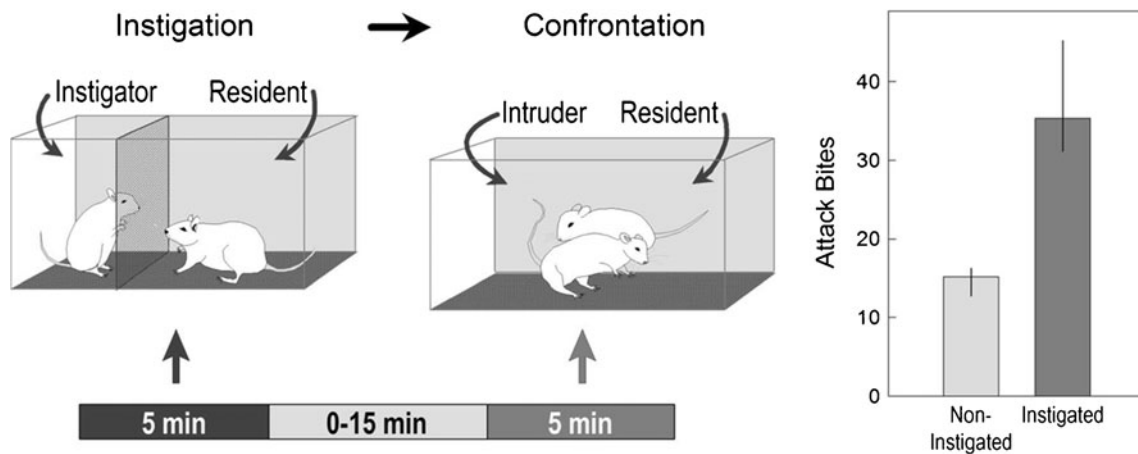 Instigation
Confrontation
Instigator
Resident
Intruder
Resident
5 min
0-15 min
5 min
Attack Bites
40
30
20
10
0
Non-
Instigated
Instigated